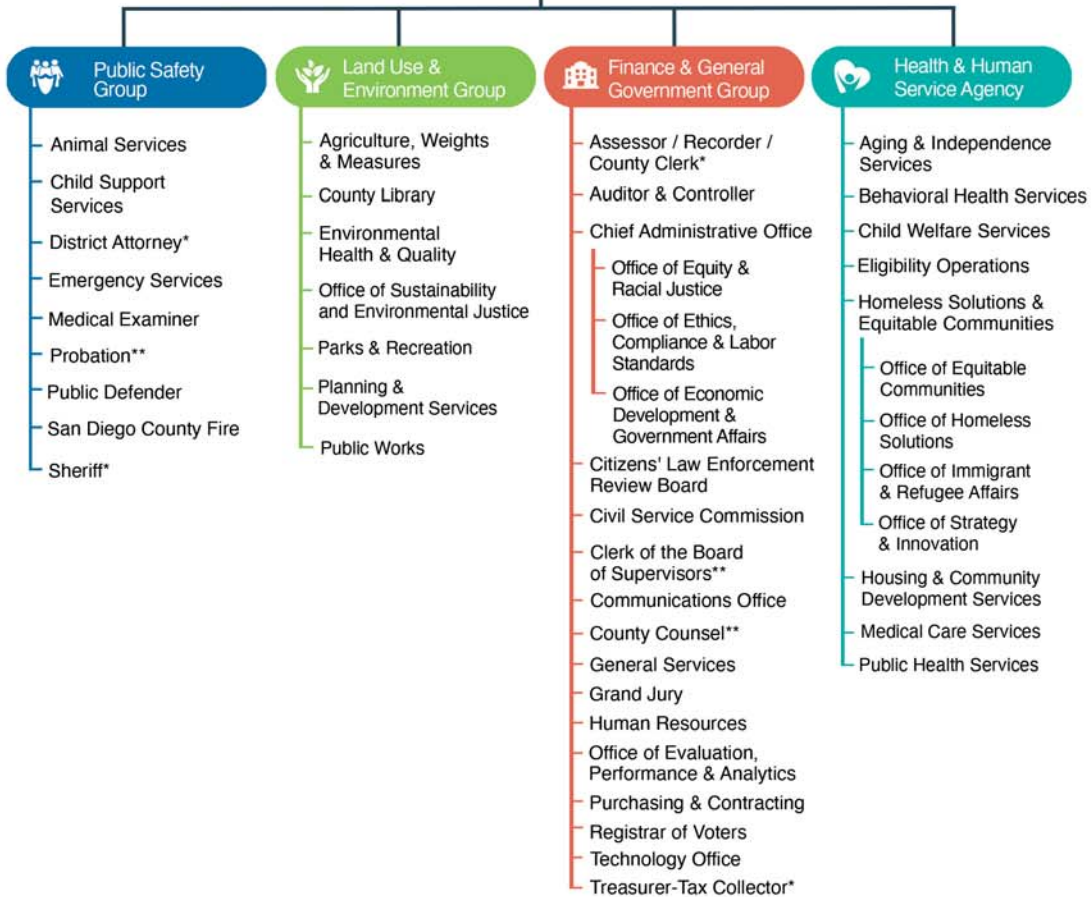 Public Safety
Group
Animal Services
Child Support
Services
District Attorney*
Emergency Services
Medical Examiner
Probation**
Public Defender
San Diego County Fire
Sheriff*
Land Use &
Environment Group
Agriculture, Weights
& Measures
County Library
Environmental
Health & Quality
Office of Sustainability
and Environmental Justice
Parks & Recreation
Planning &
Development Services
Public Works
Finance & General
Government Group
Assessor / Recorder /
County Clerk*
Auditor & Controller
Chief Administrative Office
Office of Equity &
Racial Justice
Office of Ethics,
Compliance & Labor
Standards
Office of Economic
Development &
Government Affairs
Citizens' Law Enforcement
Review Board
Civil Service Commission
Clerk of the Board
of Supervisors**
Communications Office
County Counsel**
General Services
Grand Jury
Human Resources
Office of Evaluation,
Performance & Analytics
Purchasing & Contracting
Registrar of Voters
Technology Office
Treasurer-Tax Collector*
Health & Human
Service Agency
Aging & Independence
Services
Behavioral Health Services
Child Welfare Services
Eligibility Operations
Homeless Solutions &
Equitable Communities
Office of Equitable
Communities
Office of Homeless
Solutions
Office of Immigrant
& Refugee Affairs
Office of Strategy
& Innovation
Housing & Community
Development Services
Medical Care Services
Public Health Services